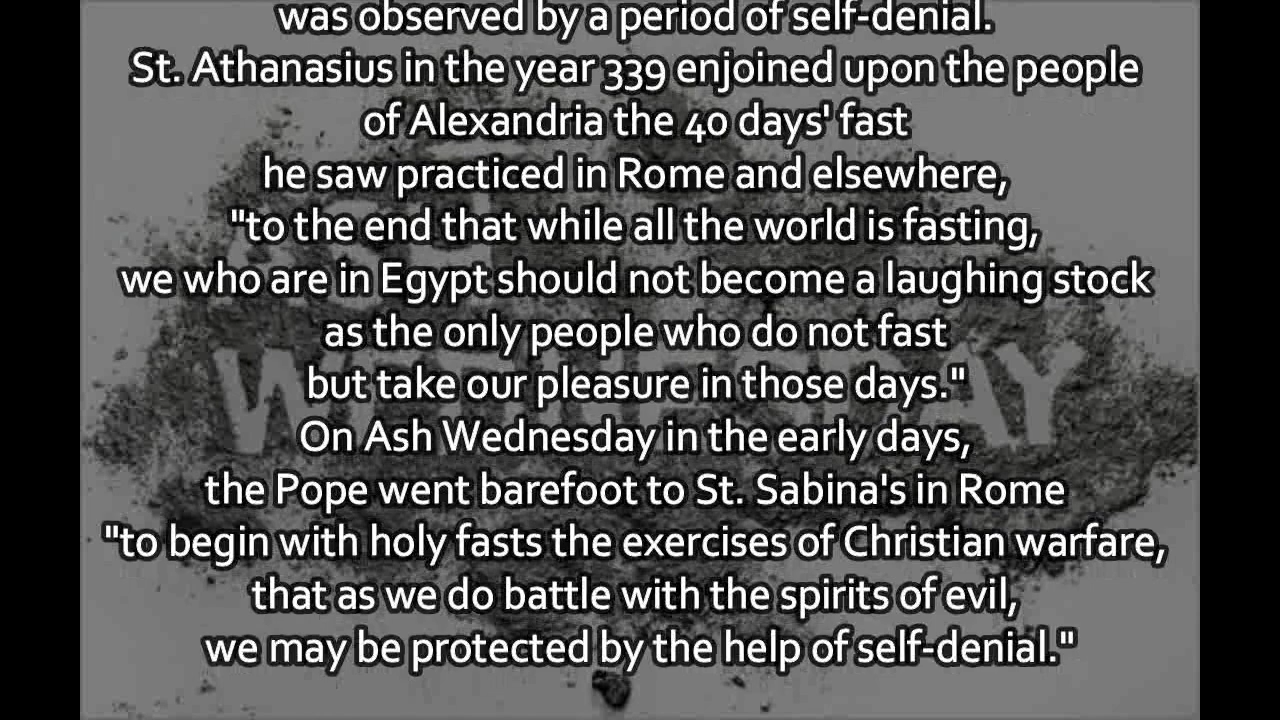 was observed by a period of self-denial.
St. Athanasius in the year 339 enjoined upon the people
of Alexandria the 40 days' fast
he saw practiced in Rome and elsewhere,
"to the end that while all the world is fasting,
we who are in Egypt should not become a laughing stock
as the only people who do not fast
but take our pleasure in those days."
On Ash Wednesday in the early days,
the Pope went barefoot to St. Sabina's in Rome
"to begin with holy fasts the exercises of Christian warfare,
that as we do battle with the spirits of evil,
we may be protected by the help of self-denial."
ASH
WEDNESDAY